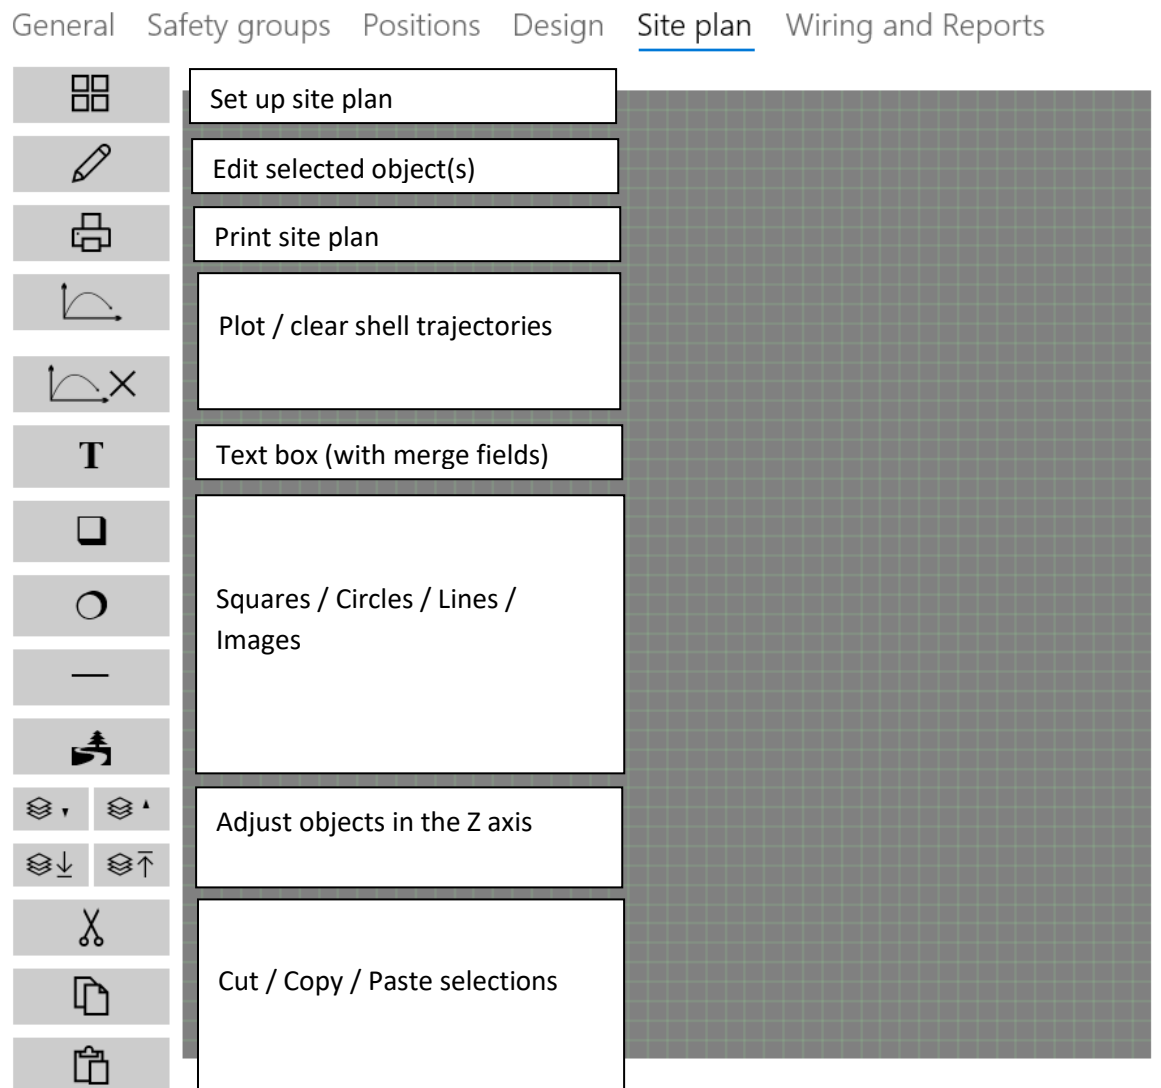 General Safety groups Positions Design Site plan Wiring and Reports
Set up site plan
Edit selected object(s)
Print site plan
Plot / clear shell trajectories
T
Text box (with merge fields)
Squares / Circles / Lines /
Images
Adjust objects in the Z axis
Cut / Copy / Paste selections